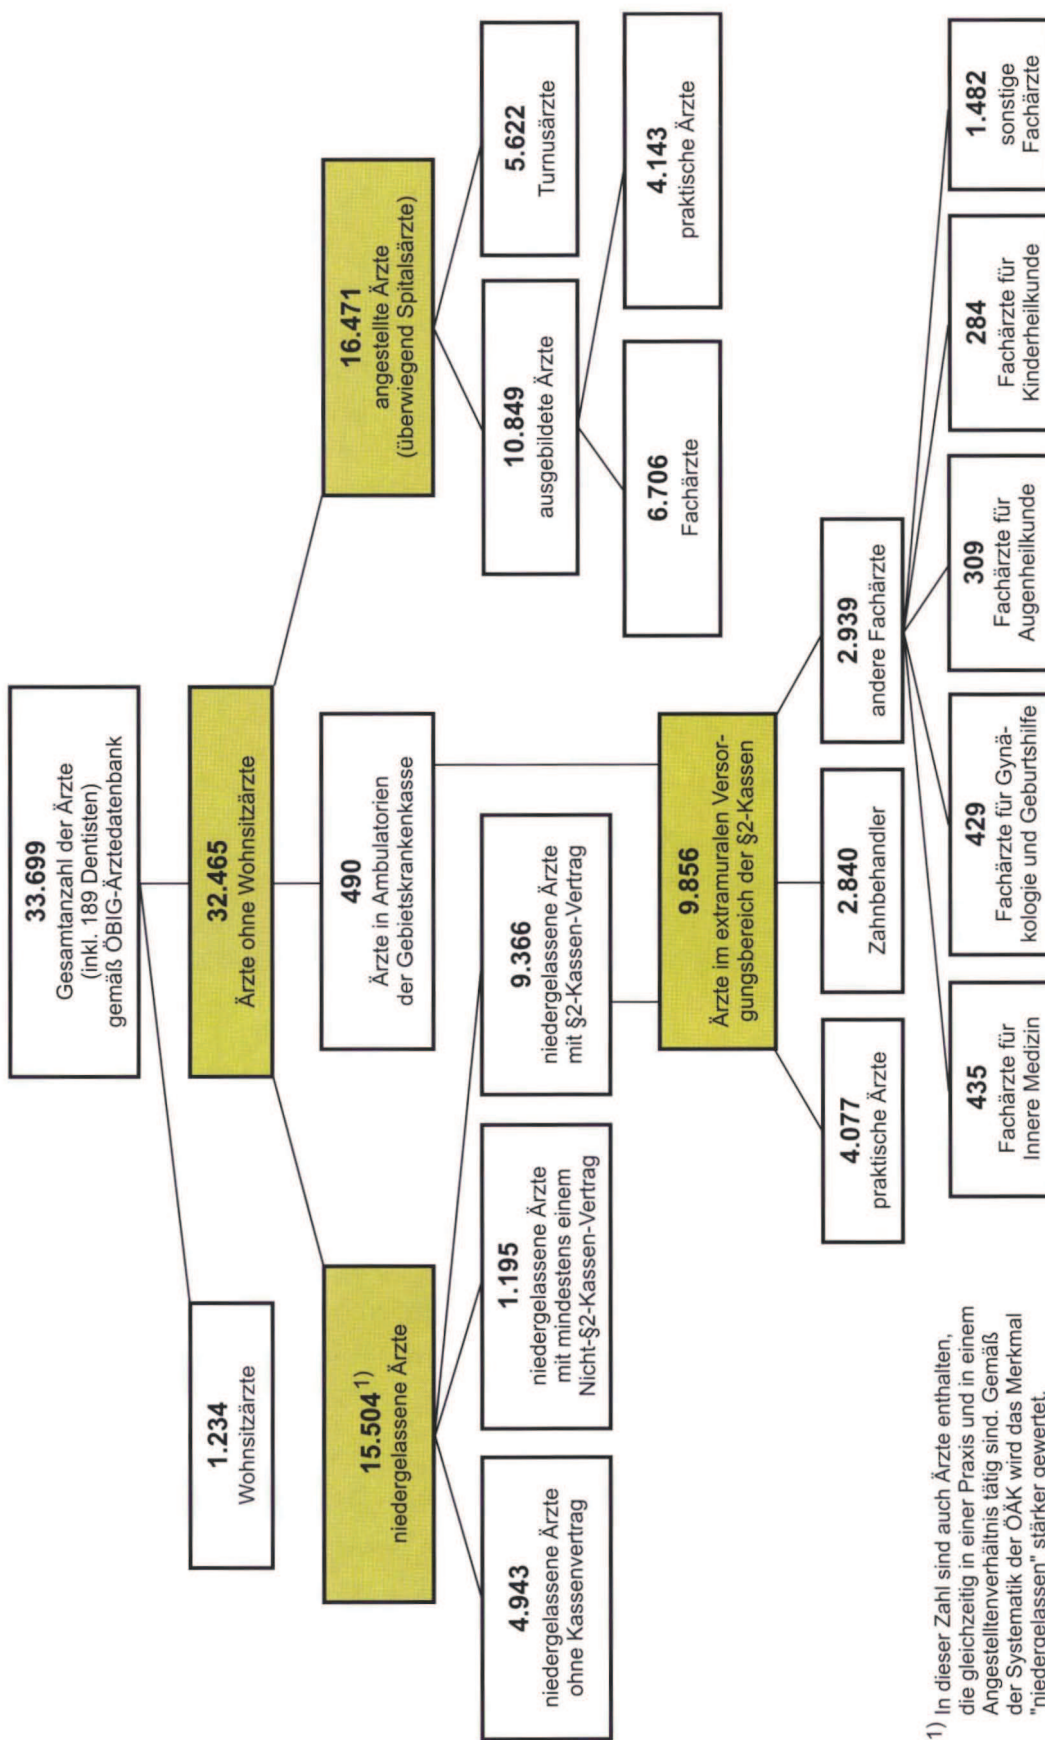 33.699
Gesamtanzahl der Ärzte
(inkl. 189 Dentisten)
gemäß ÖBIG-Ärztedatenbank
1.234
Wohnsitzärzte
32.465
Ärzte ohne Wohnsitzärzte
15.504 1)
niedergelassene Ärzte
490
Ärzte in Ambulatorien
der Gebietskrankenkasse
16.471
angestellte Ärzte
(überwiegend Spitalsärzte)
4.943
niedergelassene Ärzte
ohne Kassenvertrag
1.195
niedergelassene Ärzte
mit mindestens einem
Nicht-§2-Kassen-Vertrag
9.366
niedergelassene Ärzte
mit §2-Kassen-Vertrag
10.849
ausgebildete Ärzte
5.622
Turnusärzte
6.706
Fachärzte
4.143
praktische Ärzte
9.856
Ärzte im extramuralen Versor-
gungsbereich der §2-Kassen
4.077
praktische Ärzte
2.840
Zahnbehandler
2.939
andere Fachärzte
435
Fachärzte für
Innere Medizin
429
Fachärzte für Gynä-
kologie und Geburtshilfe
309
Fachärzte für
Augenheilkunde
284
Fachärzte für
Kinderheilkunde
1.482
sonstige
Fachärzte
1) In dieser Zahl sind auch Ärzte enthalten,
die gleichzeitig in einer Praxis und in einem
Angestelltenverhältnis tätig sind. Gemäß
der Systematik der ÖÄK wird das Merkmal
"niedergelassen" stärker gewertet.